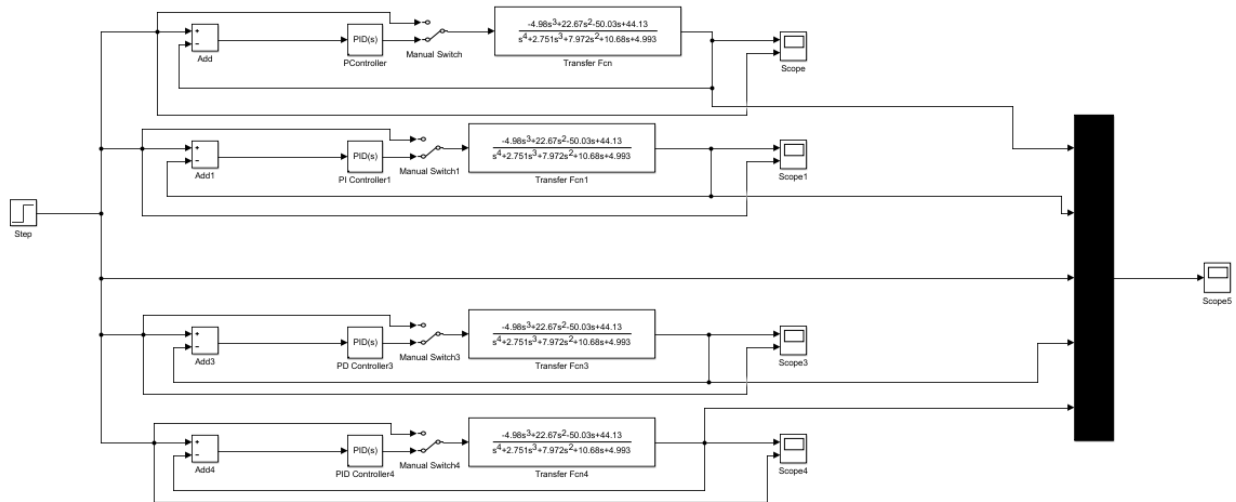 -4.98s³+22.67s²-50.03s+44.13
s⁴+2.751s³+7.972s²+10.68s+4.993
+
−
Add
PID(s)
PController
Manual Switch
Transfer Fcn
Scope
-4.98s³+22.67s²-50.03s+44.13
s⁴+2.751s³+7.972s²+10.68s+4.993
+
−
Add1
PID(s)
PI Controller1
Manual Switch1
Transfer Fcn1
Scope1
Step
Scope5
-4.98s³+22.67s²-50.03s+44.13
s⁴+2.751s³+7.972s²+10.68s+4.993
+
−
Add3
PID(s)
PD Controller3
Manual Switch3
Transfer Fcn3
Scope3
-4.98s³+22.67s²-50.03s+44.13
s⁴+2.751s³+7.972s²+10.68s+4.993
+
−
Add4
PID(s)
PID Controller4
Manual Switch4
Transfer Fcn4
Scope4